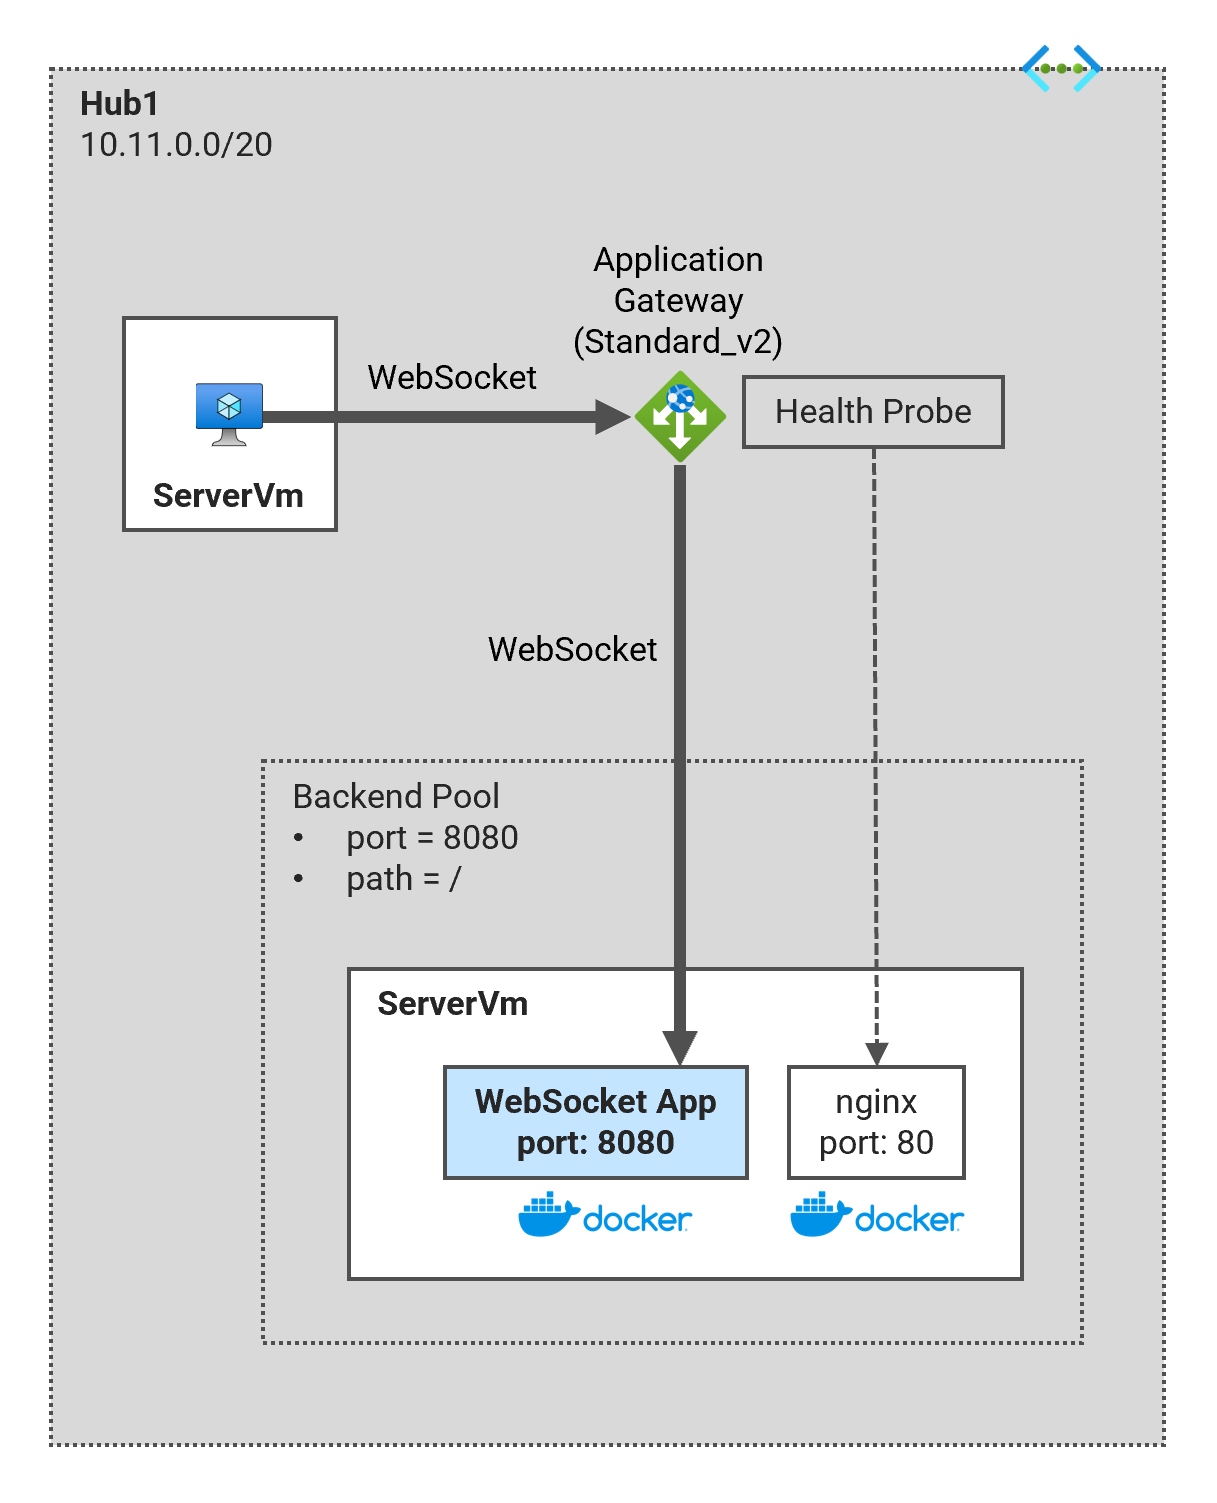 Hub1
10.11.0.0/20
Application
Gateway
(Standard_v2)
WebSocket
Health Probe
ServerVm
WebSocket
Backend Pool
• port = 8080
• path = /
ServerVm
WebSocket App
port: 8080
nginx
port: 80
docker
docker